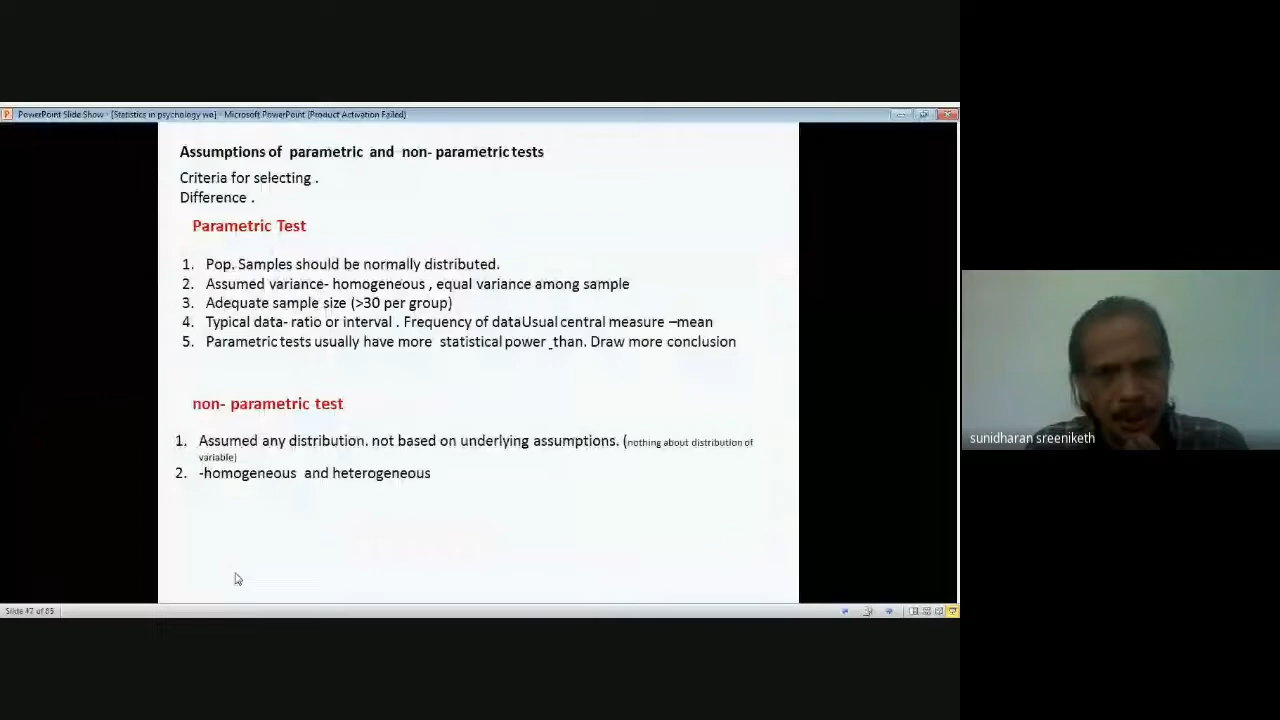 PowerPoint Slide Show - [Statistics in psychology wo] - Microsoft PowerPoint (Product Activation Failed)
Assumptions of parametric and non- parametric tests
Criteria for selecting .
Difference .
Parametric Test
1. Pop. Samples should be normally distributed.
2. Assumed variance- homogeneous , equal variance among sample
3. Adequate sample size (>30 per group)
4. Typical data- ratio or interval . Frequency of dataUsual central measure –mean
5. Parametric tests usually have more statistical power than. Draw more conclusion
non- parametric test
1. Assumed any distribution. not based on underlying assumptions. (nothing about distribution of
variable)
2. -homogeneous and heterogeneous
sunidharan sreeniketh
Slide 47 of 65